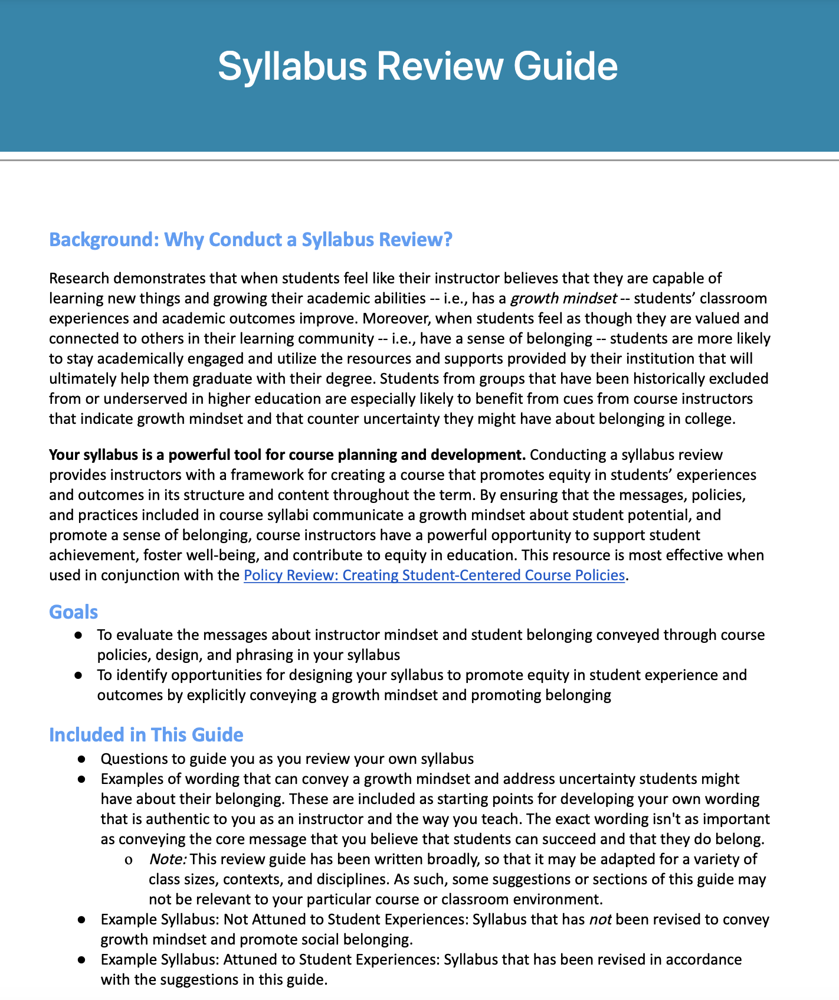 Syllabus Review Guide
Background: Why Conduct a Syllabus Review?
Research demonstrates that when students feel like their instructor believes that they are capable of
learning new things and growing their academic abilities -- i.e., has a growth mindset -- students’ classroom
experiences and academic outcomes improve. Moreover, when students feel as though they are valued and
connected to others in their learning community -- i.e., have a sense of belonging -- students are more likely
to stay academically engaged and utilize the resources and supports provided by their institution that will
ultimately help them graduate with their degree. Students from groups that have been historically excluded
from or underserved in higher education are especially likely to benefit from cues from course instructors
that indicate growth mindset and that counter uncertainty they might have about belonging in college.
Your syllabus is a powerful tool for course planning and development. Conducting a syllabus review
provides instructors with a framework for creating a course that promotes equity in students’ experiences
and outcomes in its structure and content throughout the term. By ensuring that the messages, policies,
and practices included in course syllabi communicate a growth mindset about student potential, and
promote a sense of belonging, course instructors have a powerful opportunity to support student
achievement, foster well-being, and contribute to equity in education. This resource is most effective when
used in conjunction with the Policy Review: Creating Student-Centered Course Policies.
Goals
● To evaluate the messages about instructor mindset and student belonging conveyed through course
policies, design, and phrasing in your syllabus
● To identify opportunities for designing your syllabus to promote equity in student experience and
outcomes by explicitly conveying a growth mindset and promoting belonging
Included in This Guide
● Questions to guide you as you review your own syllabus
● Examples of wording that can convey a growth mindset and address uncertainty students might
have about their belonging. These are included as starting points for developing your own wording
that is authentic to you as an instructor and the way you teach. The exact wording isn't as important
as conveying the core message that you believe that students can succeed and that they do belong.
o Note: This review guide has been written broadly, so that it may be adapted for a variety of
class sizes, contexts, and disciplines. As such, some suggestions or sections of this guide may
not be relevant to your particular course or classroom environment.
● Example Syllabus: Not Attuned to Student Experiences: Syllabus that has not been revised to convey
growth mindset and promote social belonging.
● Example Syllabus: Attuned to Student Experiences: Syllabus that has been revised in accordance
with the suggestions in this guide.